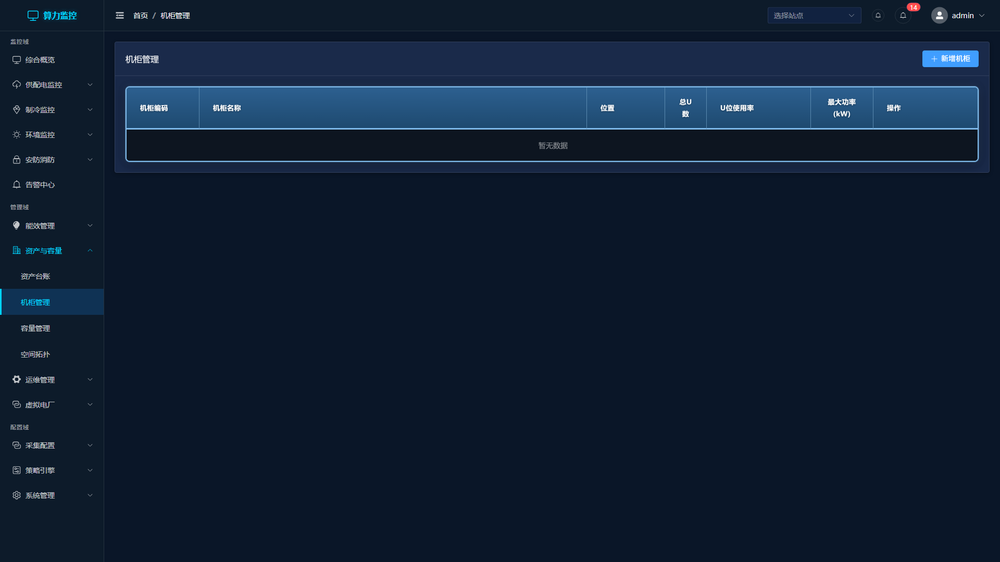 算力监控
首页 / 机柜管理
选择站点
14
admin
监控域
综合概览
供配电监控
制冷监控
环境监控
安防消防
告警中心
管理域
能效管理
资产与容量
资产台账
机柜管理
容量管理
空间拓扑
运维管理
虚拟电厂
配置域
采集配置
策略引擎
系统管理
机柜管理
新增机柜
机柜编码
机柜名称
位置
总U
数
U位使用率
最大功率
(kW)
操作
暂无数据